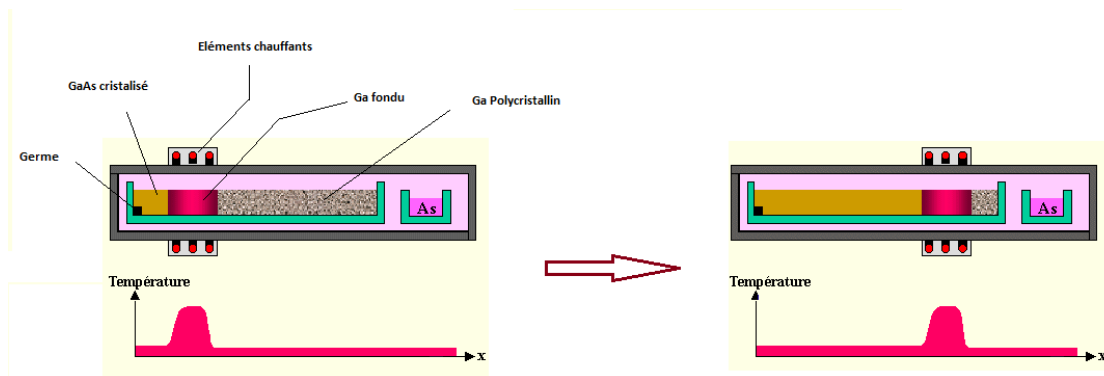 Eléments chauffants
GaAs cristalisé
Ga fondu
Ga Polycristallin
Germe
As
As
Température
x
Température
x